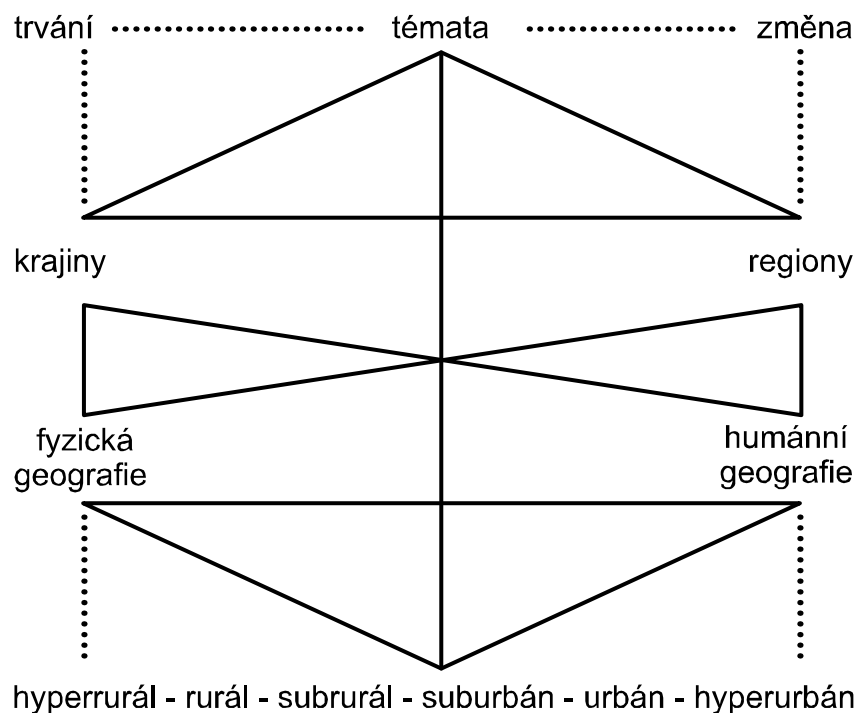 trvání témata změna
krajiny regiony
fyzická humánní
geografie geografie
hyperrurál - rurál - subrurál - suburbán - urbán - hyperurbán